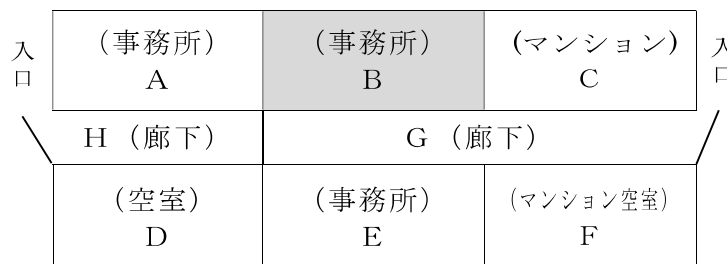 入口
(事務所)
A
(事務所)
B
(マンション)
C
入口
H (廊下)
G (廊下)
(空室)
D
(事務所)
E
(マンション空室)
F